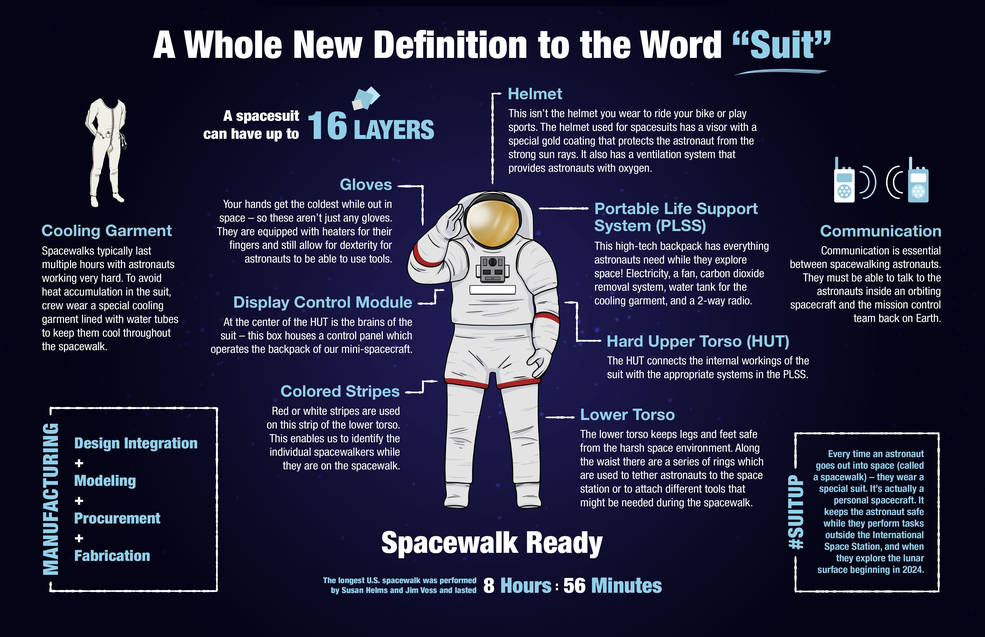 A Whole New Definition to the Word “Suit”
A spacesuit
can have up to
16 LAYERS
Helmet
This isn't the helmet you wear to ride your bike or play
sports. The helmet used for spacesuits has a visor with a
special gold coating that protects the astronaut from the
strong sun rays. It also has a ventilation system that
provides astronauts with oxygen.
Gloves
Your hands get the coldest while out in
space – so these aren't just any gloves.
They are equipped with heaters for their
fingers and still allow for dexterity for
astronauts to be able to use tools.
Portable Life Support
System (PLSS)
This high-tech backpack has everything
astronauts need while they explore
space! Electricity, a fan, carbon dioxide
removal system, water tank for the
cooling garment, and a 2-way radio.
Cooling Garment
Spacewalks typically last
multiple hours with astronauts
working very hard. To avoid
heat accumulation in the suit,
crew wear a special cooling
garment lined with water tubes
to keep them cool throughout
the spacewalk.
Communication
Communication is essential
between spacewalking astronauts.
They must be able to talk to the
astronauts inside an orbiting
spacecraft and the mission control
team back on Earth.
Display Control Module
At the center of the HUT is the brains of the
suit – this box houses a control panel which
operates the backpack of our mini-spacecraft.
Hard Upper Torso (HUT)
The HUT connects the internal workings of the
suit with the appropriate systems in the PLSS.
Colored Stripes
Red or white stripes are used
on this strip of the lower torso.
This enables us to identify the
individual spacewalkers while
they are on the spacewalk.
Lower Torso
The lower torso keeps legs and feet safe
from the harsh space environment. Along
the waist there are a series of rings which
are used to tether astronauts to the space
station or to attach different tools that
might be needed during the spacewalk.
MANUFACTURING
Design Integration
+
Modeling
+
Procurement
+
Fabrication
#SUITUP
Every time an astronaut
goes out into space (called
a spacewalk) – they wear a
special suit. It's actually a
personal spacecraft. It
keeps the astronaut safe
while they perform tasks
outside the International
Space Station, and when
they explore the lunar
surface beginning in 2024.
Spacewalk Ready
The longest U.S. spacewalk was performed
by Susan Helms and Jim Voss and lasted
8 Hours : 56 Minutes